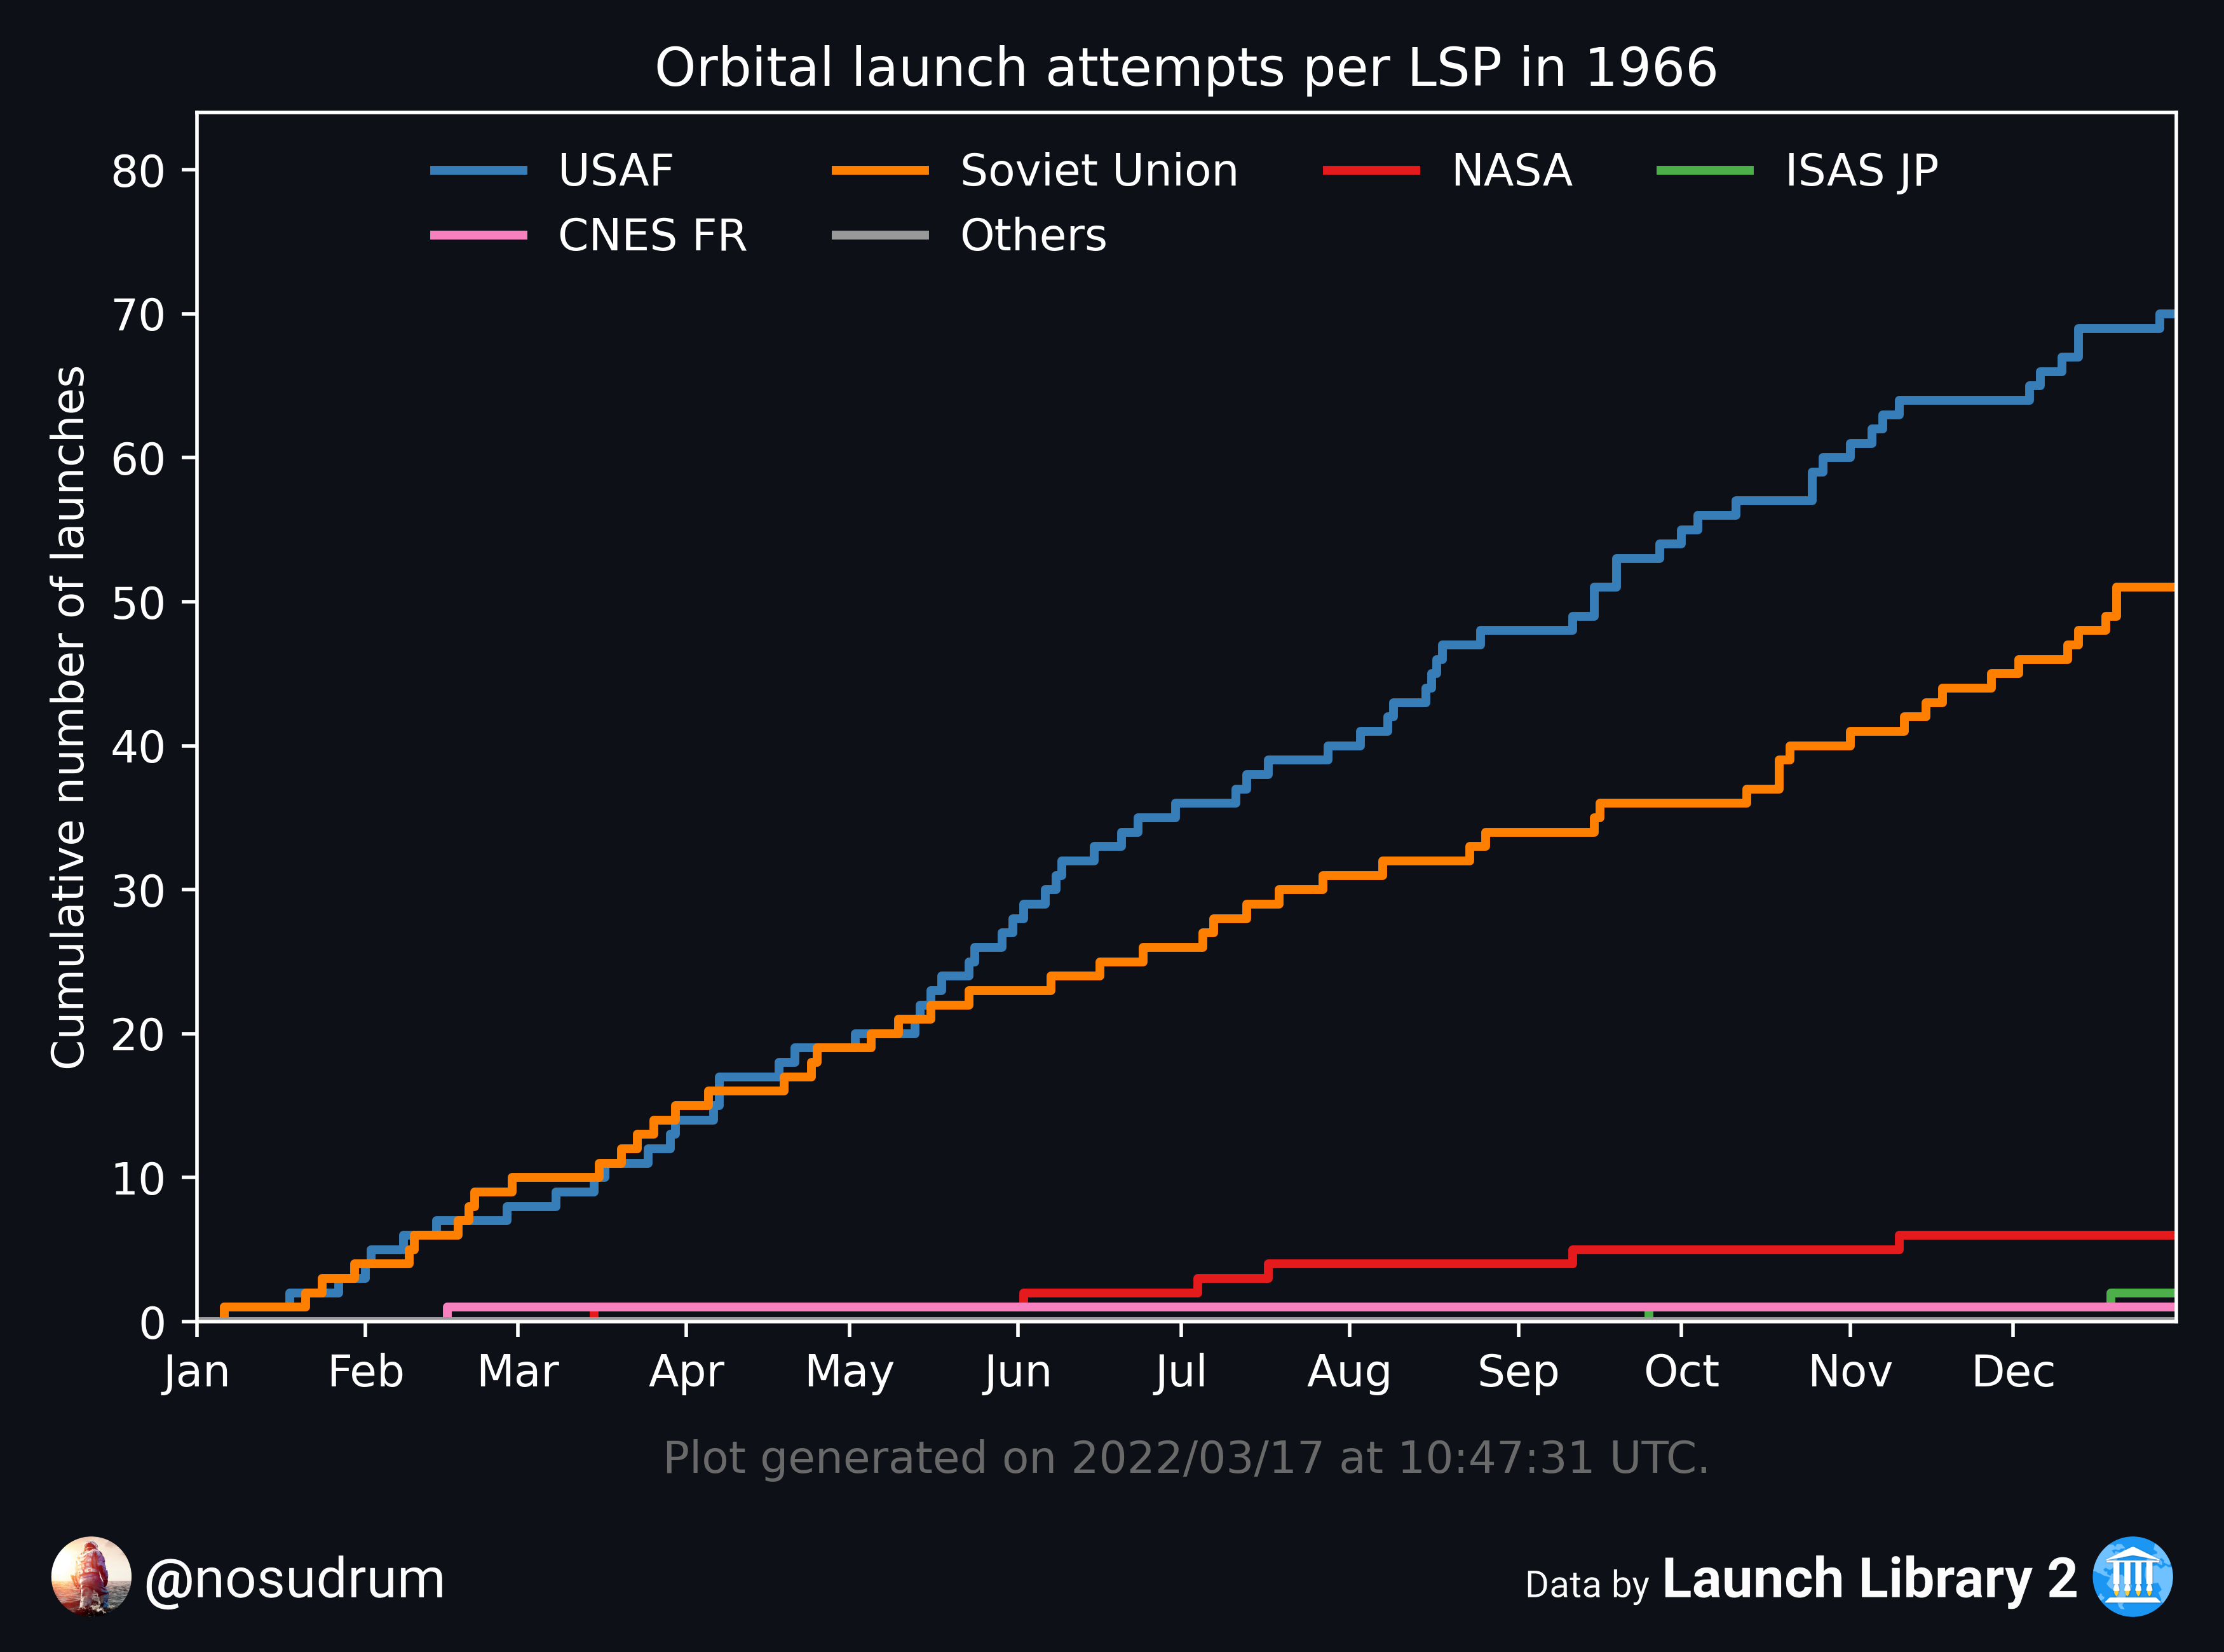 Orbital launch attempts per LSP in 1966
USAF
Soviet Union
NASA
ISAS JP
CNES FR
Others
Cumulative number of launches
80
70
60
50
40
30
20
10
0
Jan Feb Mar Apr May Jun Jul Aug Sep Oct Nov Dec
Plot generated on 2022/03/17 at 10:47:31 UTC.
@nosudrum
Data by Launch Library 2